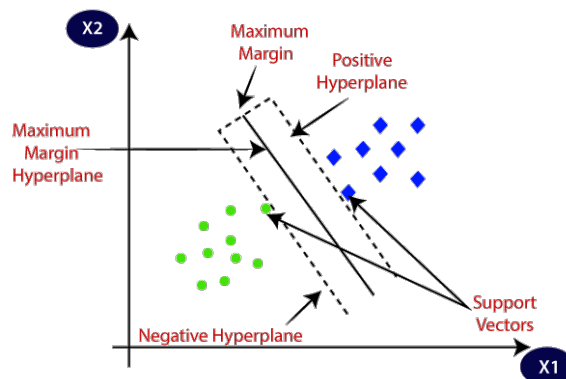 X2
Maximum
Margin
Positive
Hyperplane
Maximum
Margin
Hyperplane
Support
Vectors
Negative Hyperplane
X1